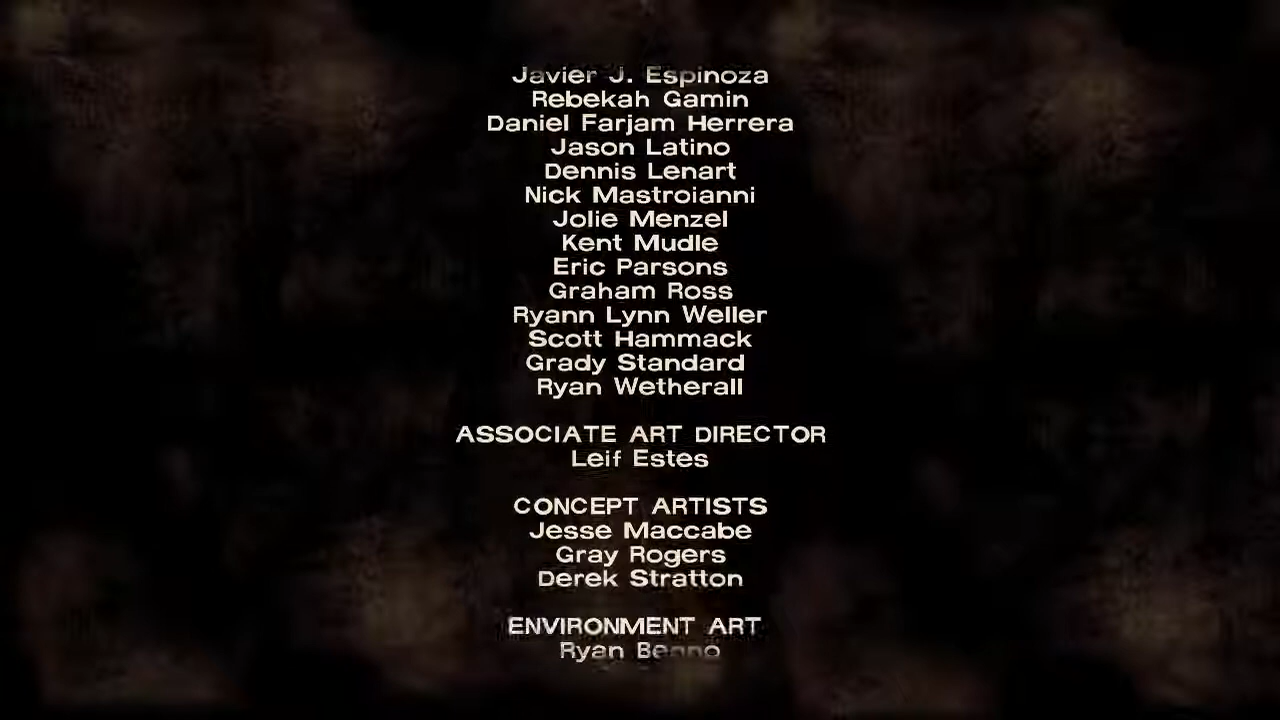 Javier J. Espinoza
Rebekah Gamin
Daniel Farjam Herrera
Jason Latino
Dennis Lenart
Nick Mastroianni
Jolie Menzel
Kent Mudle
Eric Parsons
Graham Ross
Ryann Lynn Weller
Scott Hammack
Grady Standard
Ryan Wetherall
ASSOCIATE ART DIRECTOR
Leif Estes
CONCEPT ARTISTS
Jesse Maccabe
Gray Rogers
Derek Stratton
ENVIRONMENT ART
Ryan Benno